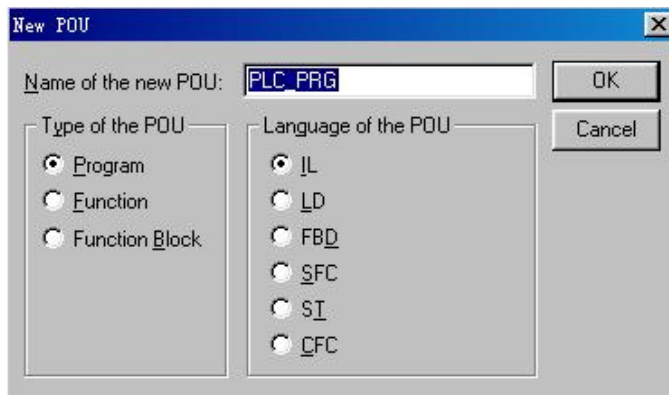 New POU
Name of the new POU: PLC_PRG
OK
Cancel
Type of the POU
Program
Function
Function Block
Language of the POU
IL
LD
FBD
SFC
ST
CFC